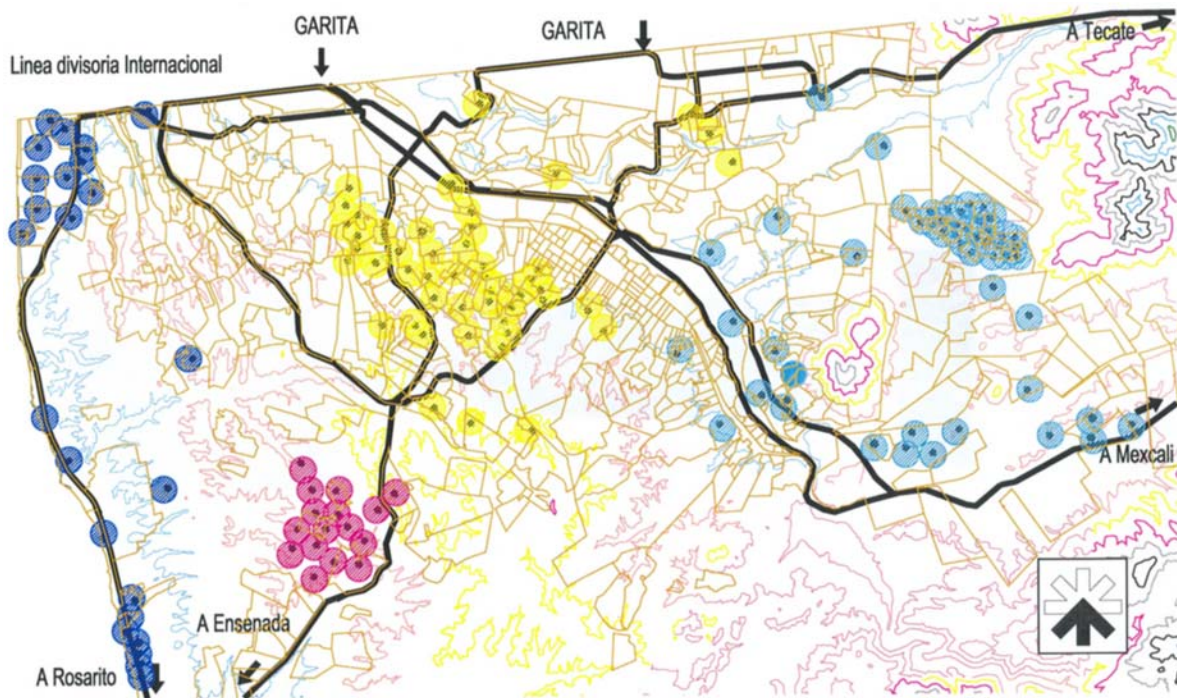 GARITA
GARITA
A Tecate
Linea divisoria Internacional
A Mexcali
A Ensenada
A Rosarito